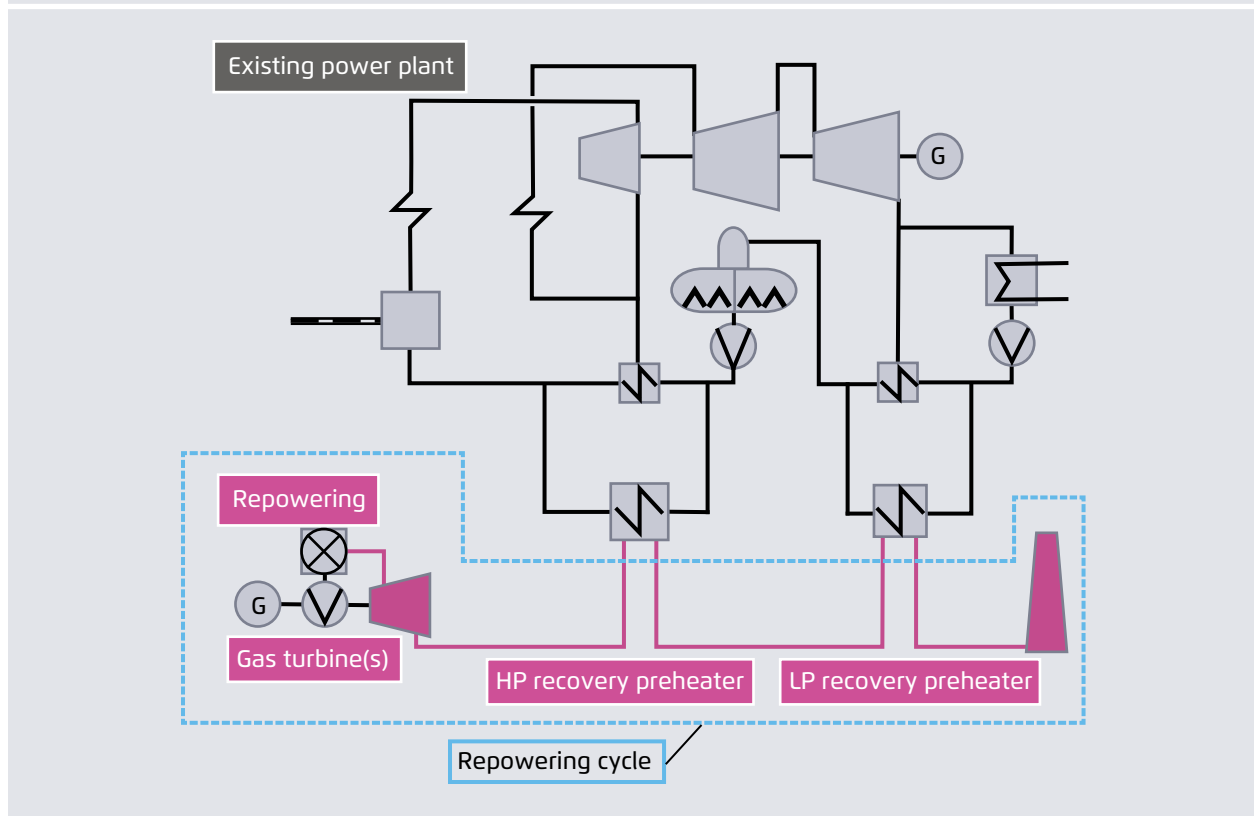 Existing power plant
G
Repowering
G
Gas turbine(s)
HP recovery preheater
LP recovery preheater
Repowering cycle